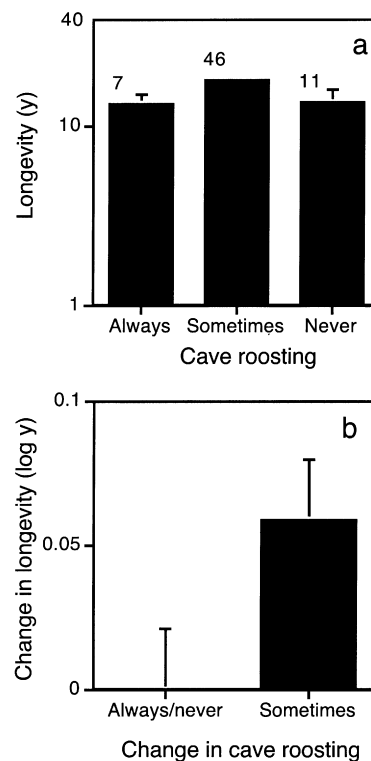 40
a
46
7
11
10
Longevity (y)
1
Always Sometimes Never
Cave roosting
0.1
b
0.05
Change in longevity (log y)
0
Always/never Sometimes
Change in cave roosting